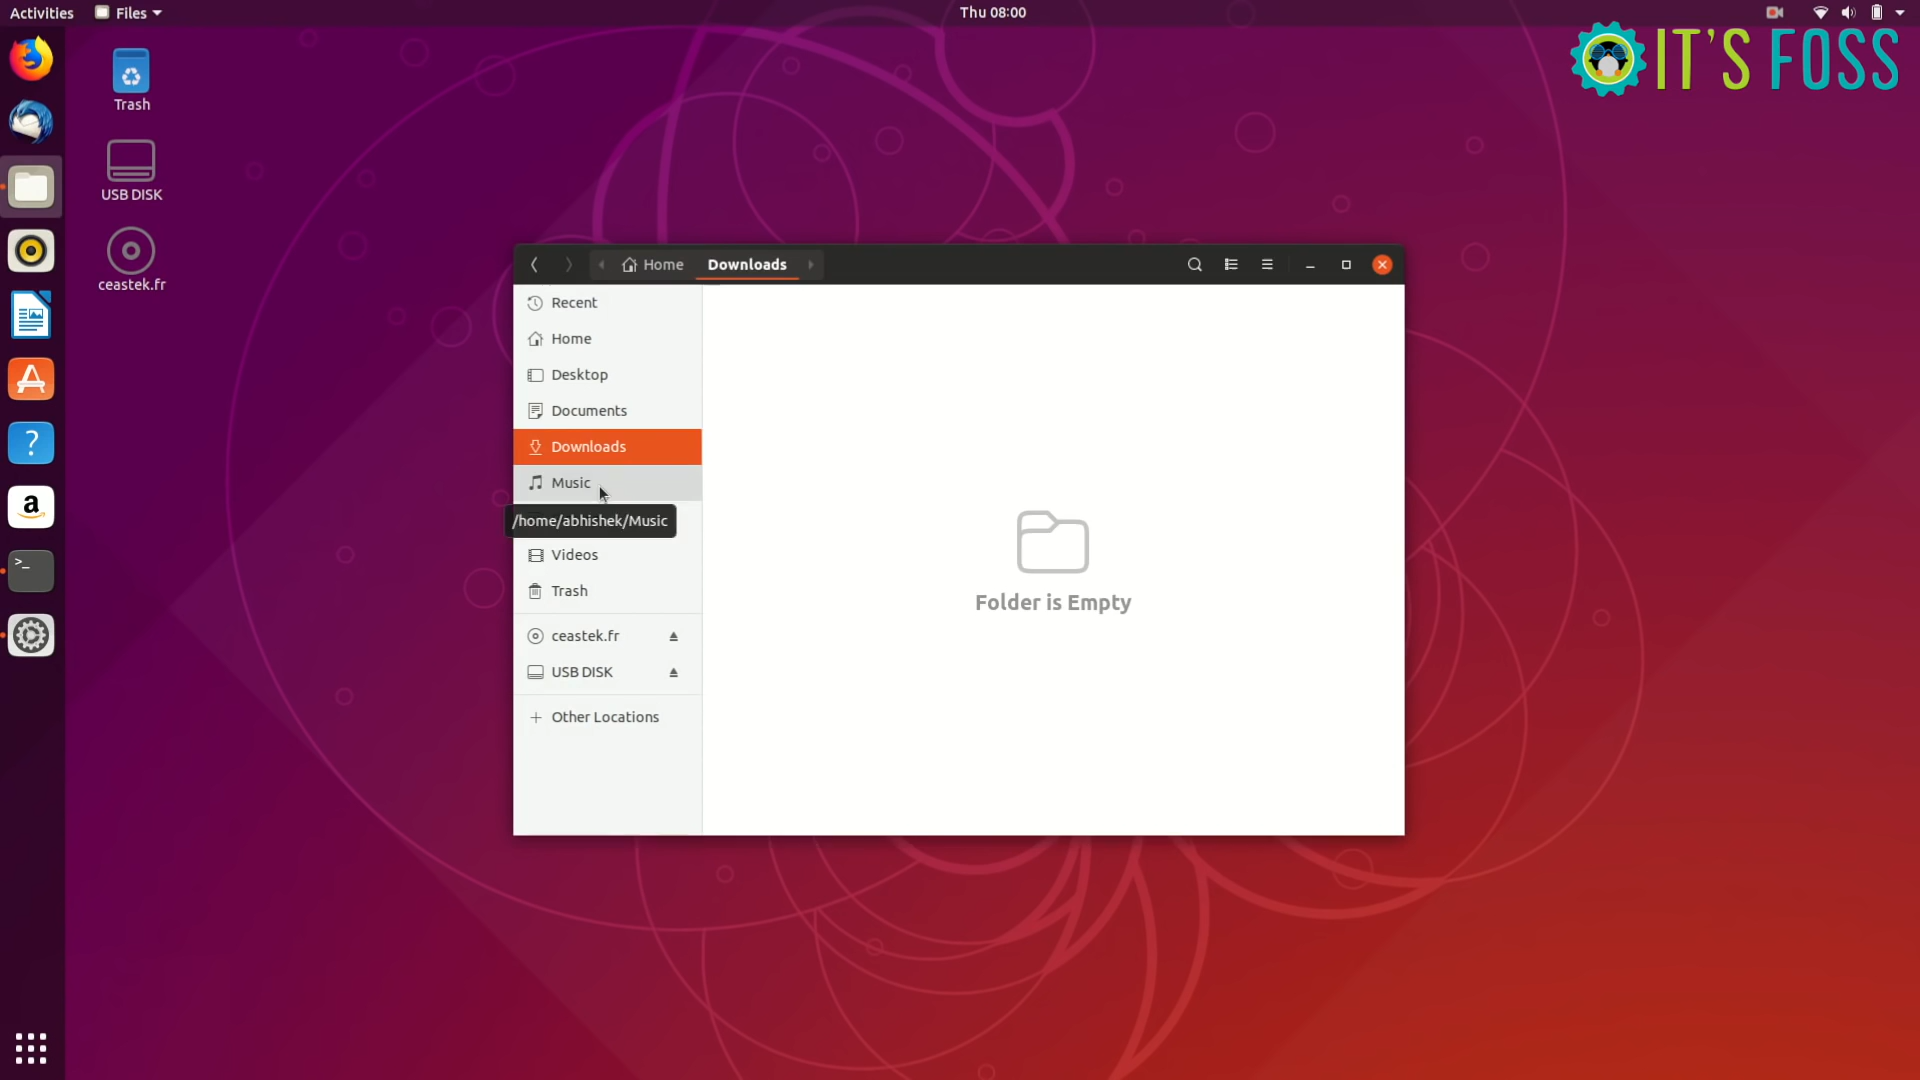 Activities
Files
Thu 08:00
IT'S FOSS
Trash
USB DISK
ceastek.fr
Home
Downloads
Recent
Home
Desktop
Documents
Downloads
Music
/home/abhishek/Music
Videos
Trash
ceastek.fr
USB DISK
+ Other Locations
Folder is Empty
A
?
a
>_